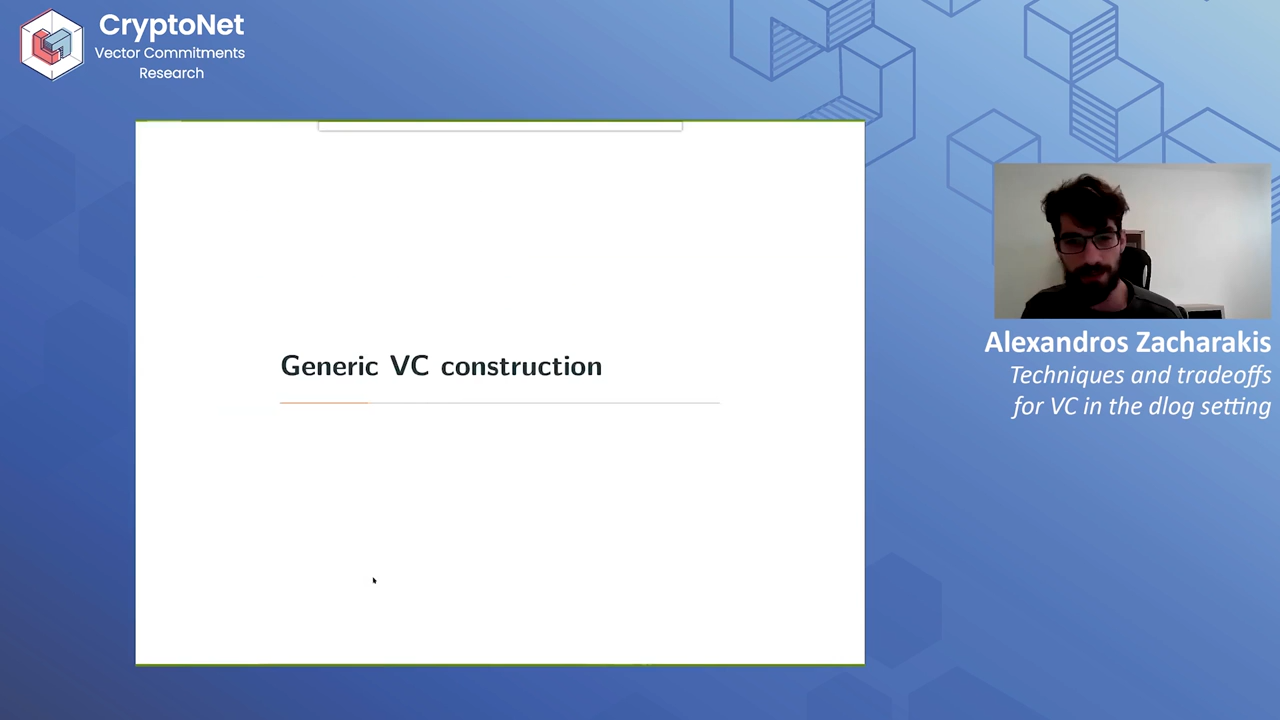 CryptoNet
Vector Commitments
Research
Generic VC construction
Alexandros Zacharakis
Techniques and tradeoffs
for VC in the dlog setting